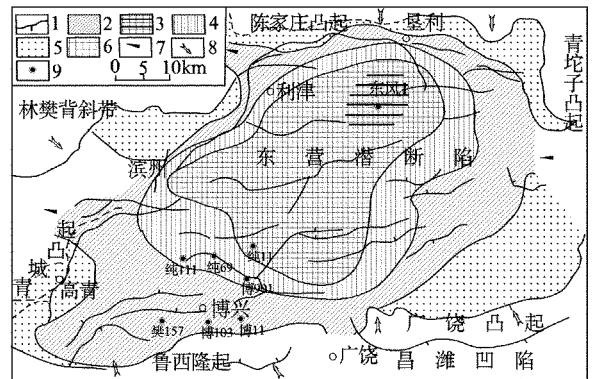 1 2 3 4
5 6 7 8
9 0 5 10km
陈家庄凸起
垦利
青坨子凸起
林樊背斜带
利津
东风1
滨州
东营潜断陷
青城凸起
高青
纯111
纯69
纯11
博901
博兴
樊157
博103
博11
鲁西隆起
广饶
广饶凸起
昌潍凹陷